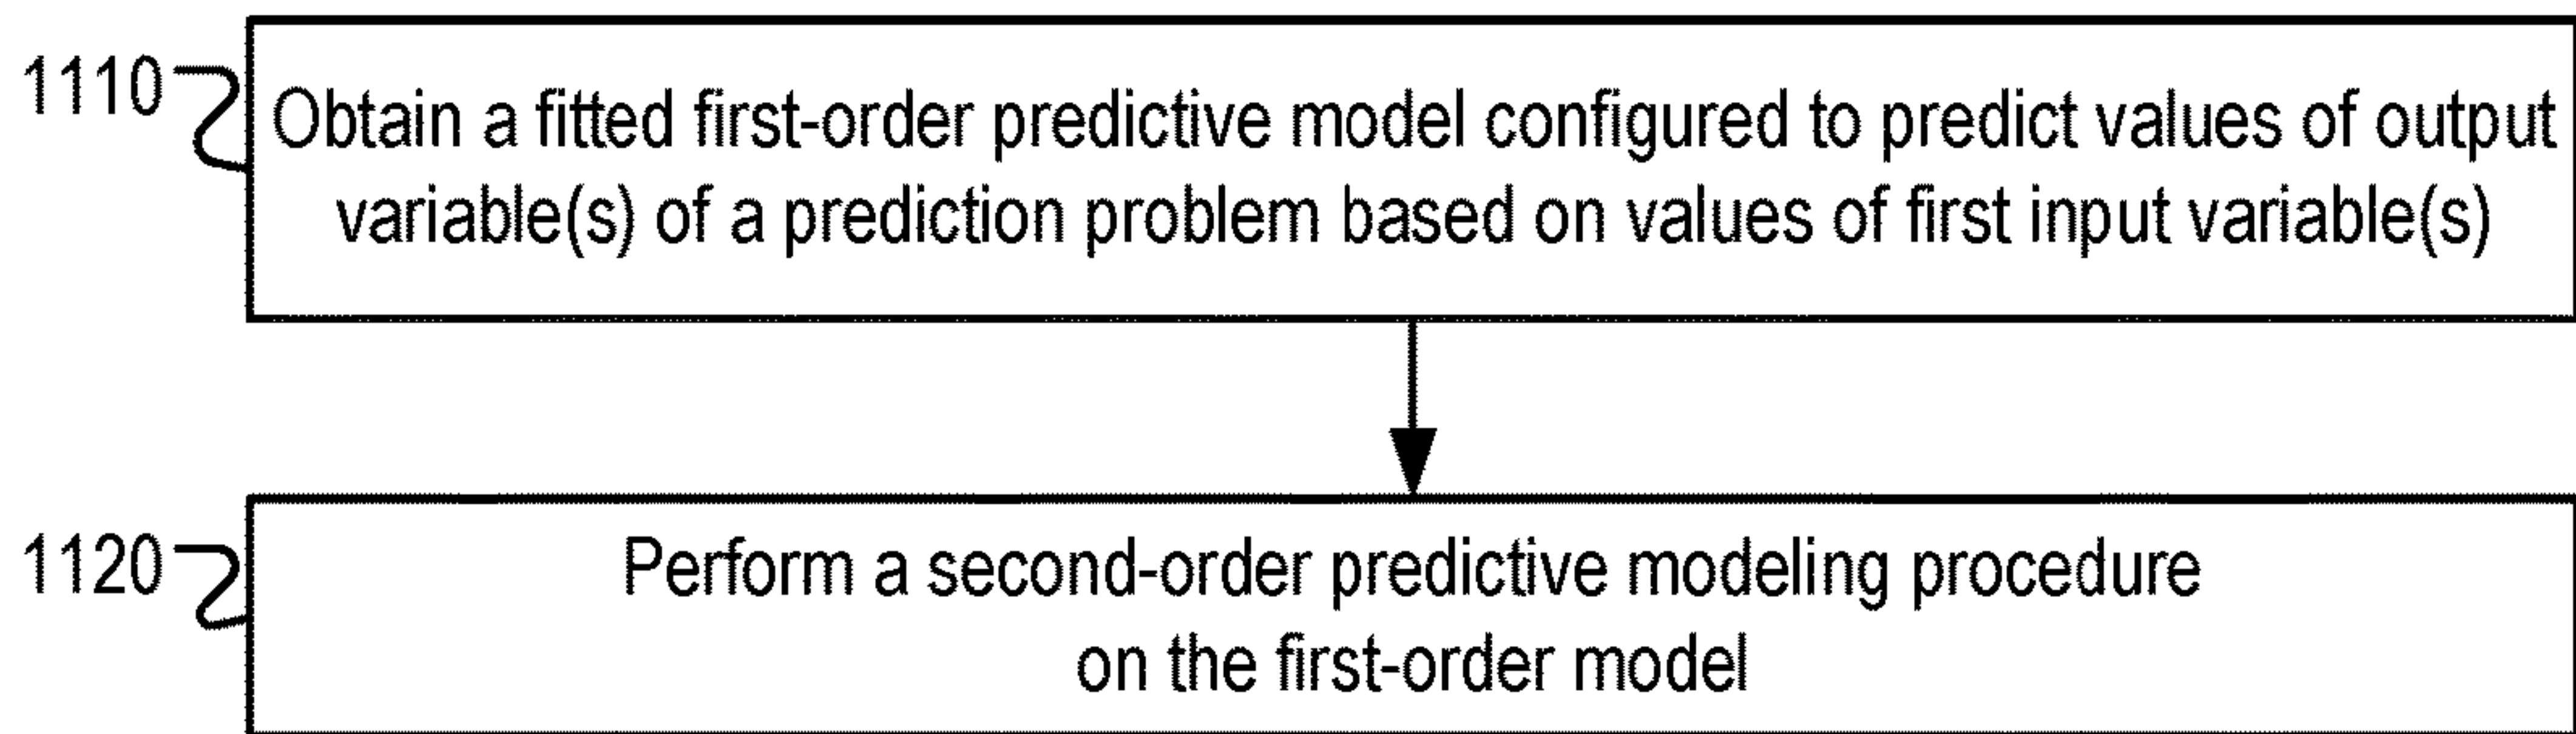 1110
Obtain a fitted first-order predictive model configured to predict values of output
variable(s) of a prediction problem based on values of first input variable(s)
1120
Perform a second-order predictive modeling procedure
on the first-order model